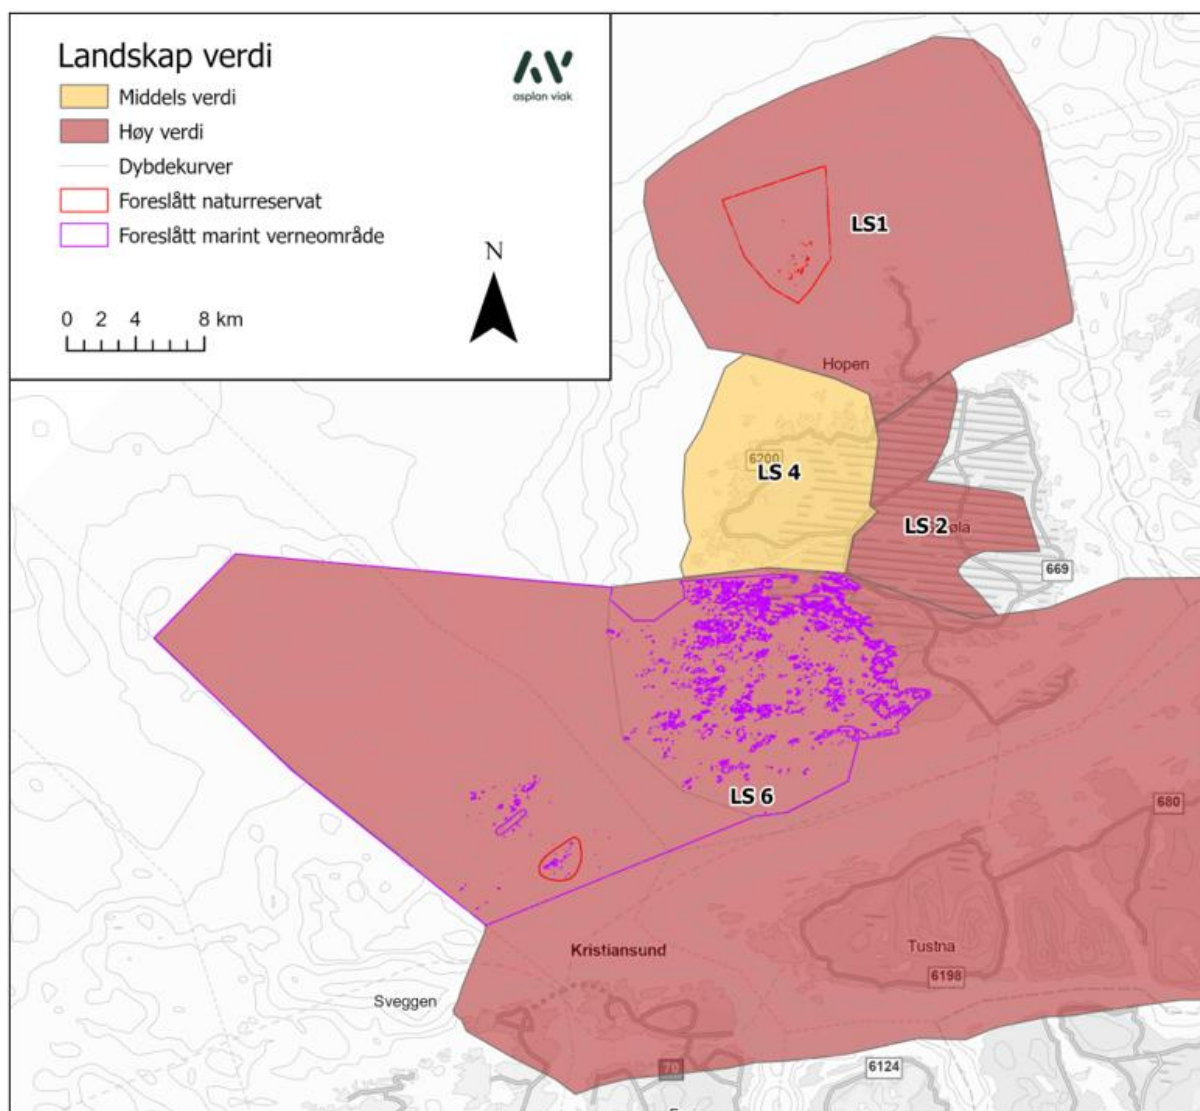 Landskap verdi
asplan viak
Middels verdi
Høy verdi
Dybdekurver
Foreslått naturreservat
Foreslått marint verneområde
N
0 2 4 8 km
LS1
Hopen
6200
LS 4
LS 2
øla
669
LS 6
680
Kristiansund
Tustna
6198
Sveggen
70
6124